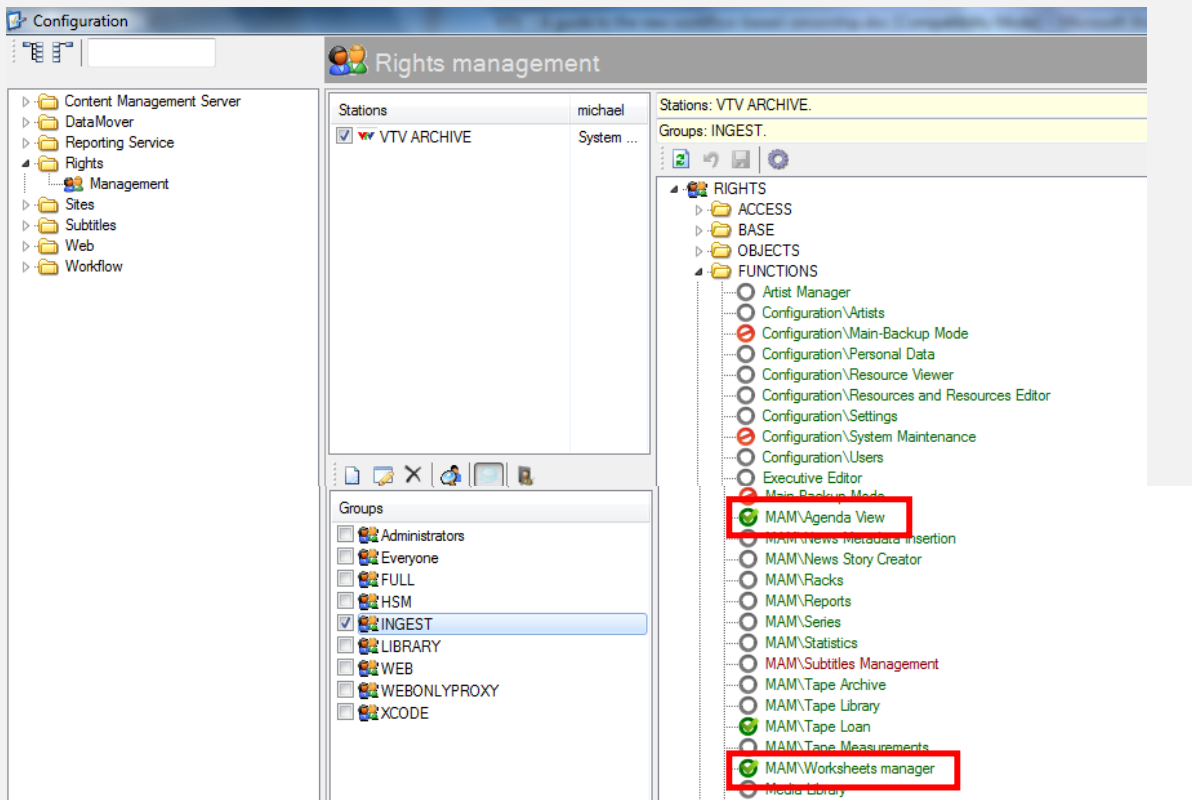 Configuration
Rights management
Content Management Server
DataMover
Reporting Service
Rights
Management
Sites
Subtitles
Web
Workflow
Stations michael
VTV ARCHIVE System ...
Groups
Administrators
Everyone
FULL
HSM
INGEST
LIBRARY
WEB
WEBONLYPROXY
XCODE
Stations: VTV ARCHIVE.
Groups: INGEST.
RIGHTS
ACCESS
BASE
OBJECTS
FUNCTIONS
Artist Manager
Configuration\Artists
Configuration\Main-Backup Mode
Configuration\Personal Data
Configuration\Resource Viewer
Configuration\Resources and Resources Editor
Configuration\Settings
Configuration\System Maintenance
Configuration\Users
Executive Editor
Main-Backup Mode
MAM\Agenda View
MAM\News Metadata Insertion
MAM\News Story Creator
MAM\Racks
MAM\Reports
MAM\Series
MAM\Statistics
MAM\Subtitles Management
MAM\Tape Archive
MAM\Tape Library
MAM\Tape Loan
MAM\Tape Measurements
MAM\Worksheets manager
Media Library